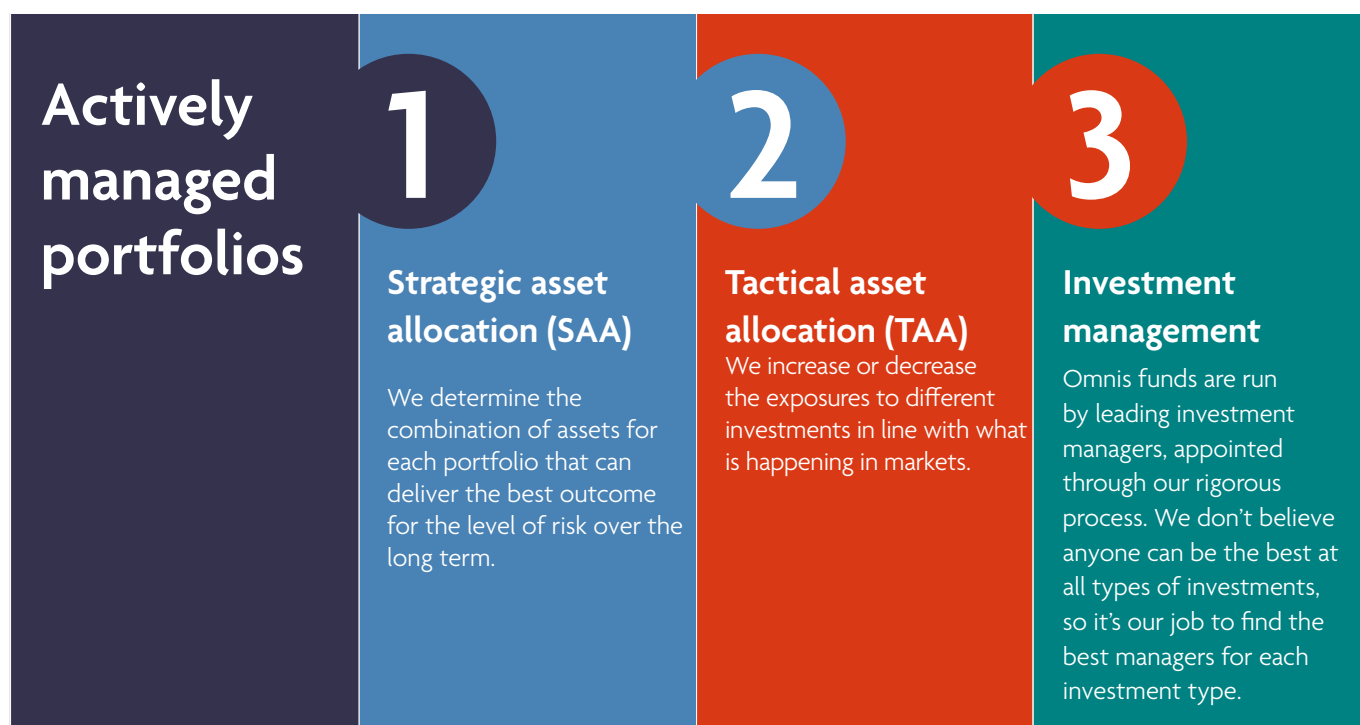 Actively
managed
portfolios
1
Strategic asset
allocation (SAA)
We determine the
combination of assets for
each portfolio that can
deliver the best outcome
for the level of risk over the
long term.
2
Tactical asset
allocation (TAA)
We increase or decrease
the exposures to different
investments in line with what
is happening in markets.
3
Investment
management
Omnis funds are run
by leading investment
managers, appointed
through our rigorous
process. We don’t believe
anyone can be the best at
all types of investments,
so it’s our job to find the
best managers for each
investment type.